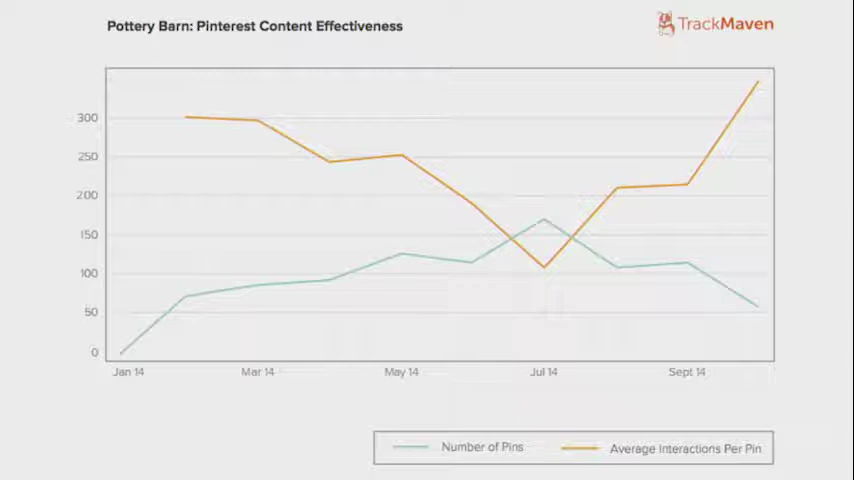 Pottery Barn: Pinterest Content Effectiveness
TrackMaven
300
250
200
150
100
50
0
Jan 14 Mar 14 May 14 Jul 14 Sept 14
Number of Pins Average Interactions Per Pin